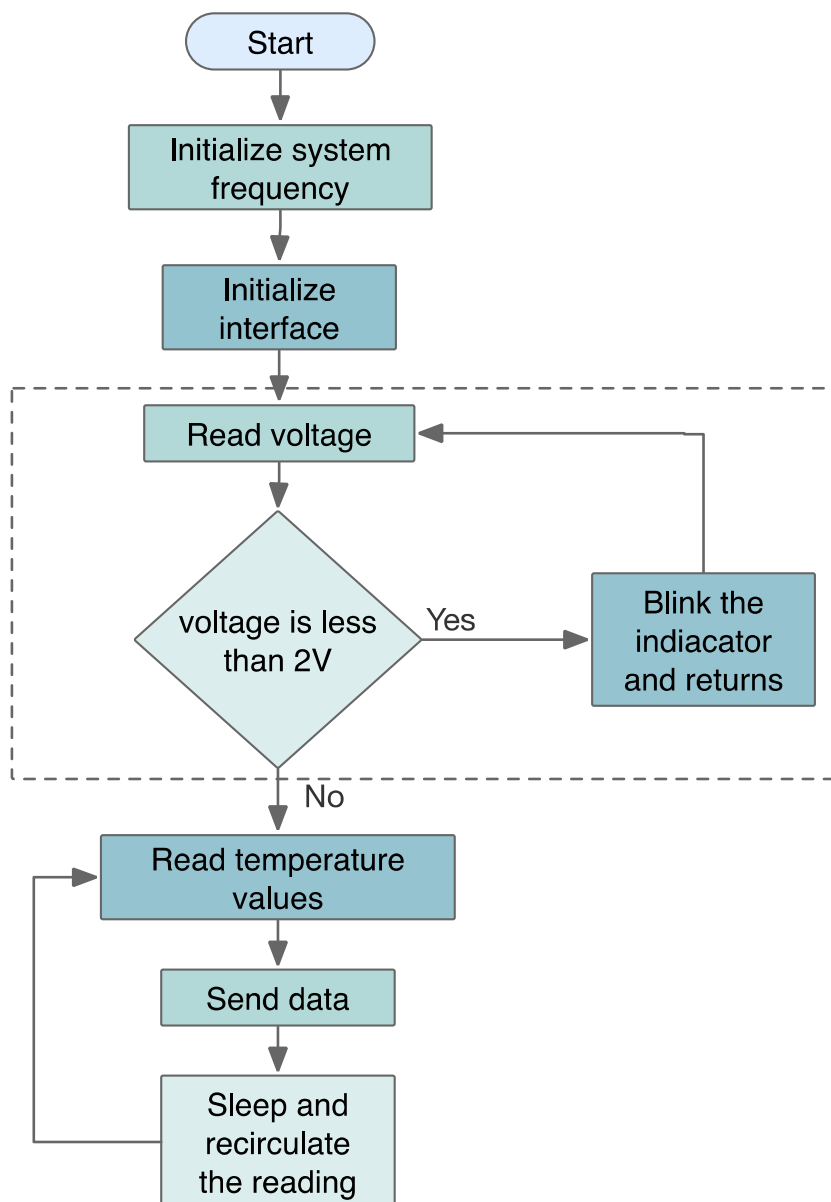 Start
Initialize system
frequency
Initialize
interface
Read voltage
voltage is less
than 2V
Yes
Blink the
indiacator
and returns
No
Read temperature
values
Send data
Sleep and
recirculate
the reading